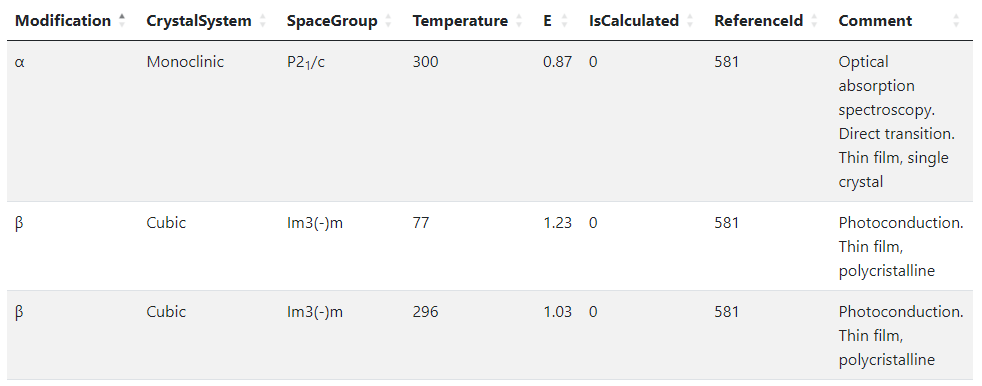 Modification CrystalSystem SpaceGroup Temperature E IsCalculated ReferenceId Comment
α Monoclinic P2₁/c 300 0.87 0 581 Optical
absorption
spectroscopy.
Direct transition.
Thin film, single
crystal
β Cubic Im3(-)m 77 1.23 0 581 Photoconduction.
Thin film,
polycristalline
β Cubic Im3(-)m 296 1.03 0 581 Photoconduction.
Thin film,
polycristalline